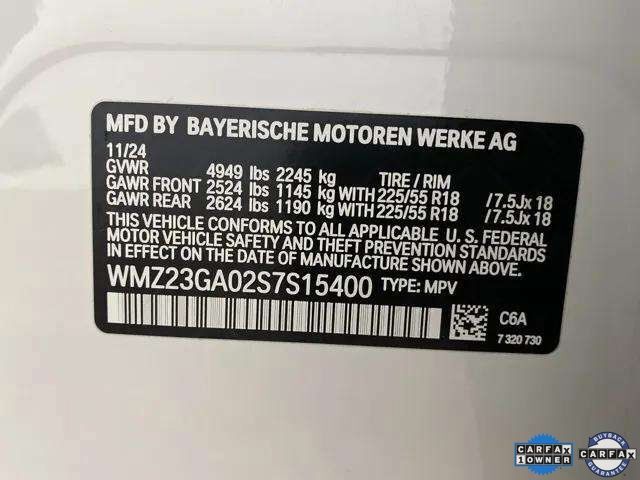 MFD BY BAYERISCHE MOTOREN WERKE AG
11/24
GVWR 4949 lbs 2245 kg TIRE / RIM
GAWR FRONT 2524 lbs 1145 kg WITH 225/55 R18 /7.5Jx 18
GAWR REAR 2624 lbs 1190 kg WITH 225/55 R18 /7.5Jx 18
THIS VEHICLE CONFORMS TO ALL APPLICABLE U.S. FEDERAL
MOTOR VEHICLE SAFETY AND THEFT PREVENTION STANDARDS
IN EFFECT ON THE DATE OF MANUFACTURE SHOWN ABOVE.
WMZ23GA02S7S15400 TYPE: MPV
C6A
7 320 730
CARFAX
1 OWNER
BUYBACK
CARFAX
GUARANTEE